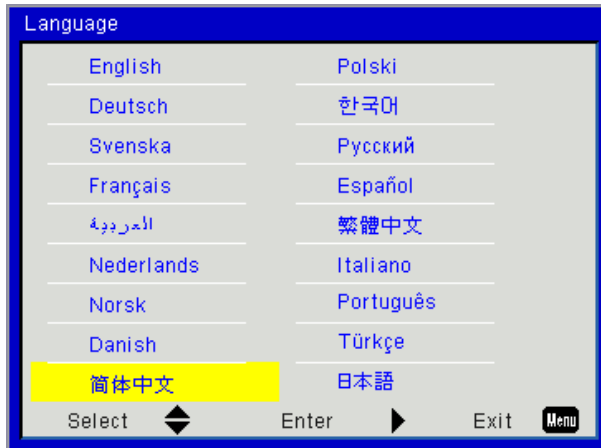 Language
English Polski
Deutsch 한국어
Svenska Русский
Français Español
العربية 繁體中文
Nederlands Italiano
Norsk Português
Danish Türkçe
简体中文 日本語
Select Enter Exit Menu